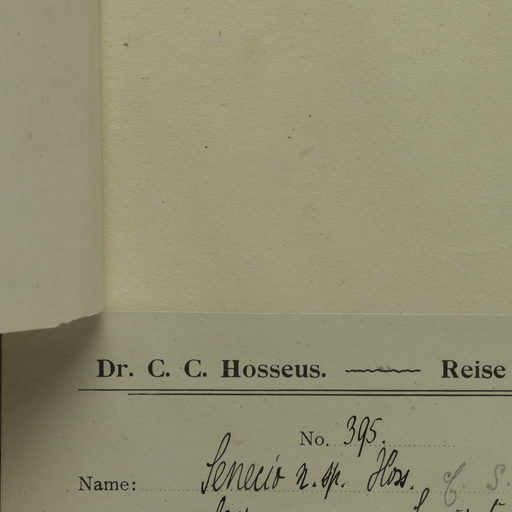 Dr. C. C. Hosseus. Reise
No. 395.
Name: Senecio n. sp. Hoss. C. S.